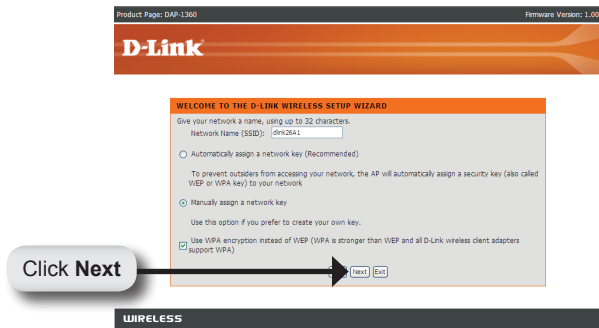 Product Page: DAP-1360 Firmware Version: 1.00
D-Link
WELCOME TO THE D-LINK WIRELESS SETUP WIZARD
Give your network a name, using up to 32 characters.
Network Name (SSID): dlink26A1
Automatically assign a network key (Recommended)
To prevent outsiders from accessing your network, the AP will automatically assign a security key (also called
WEP or WPA key) to your network
Manually assign a network key
Use this option if you prefer to create your own key.
Use WPA encryption instead of WEP (WPA is stronger than WEP and all D-Link wireless client adapters
support WPA)
Click Next
Next Exit
WIRELESS